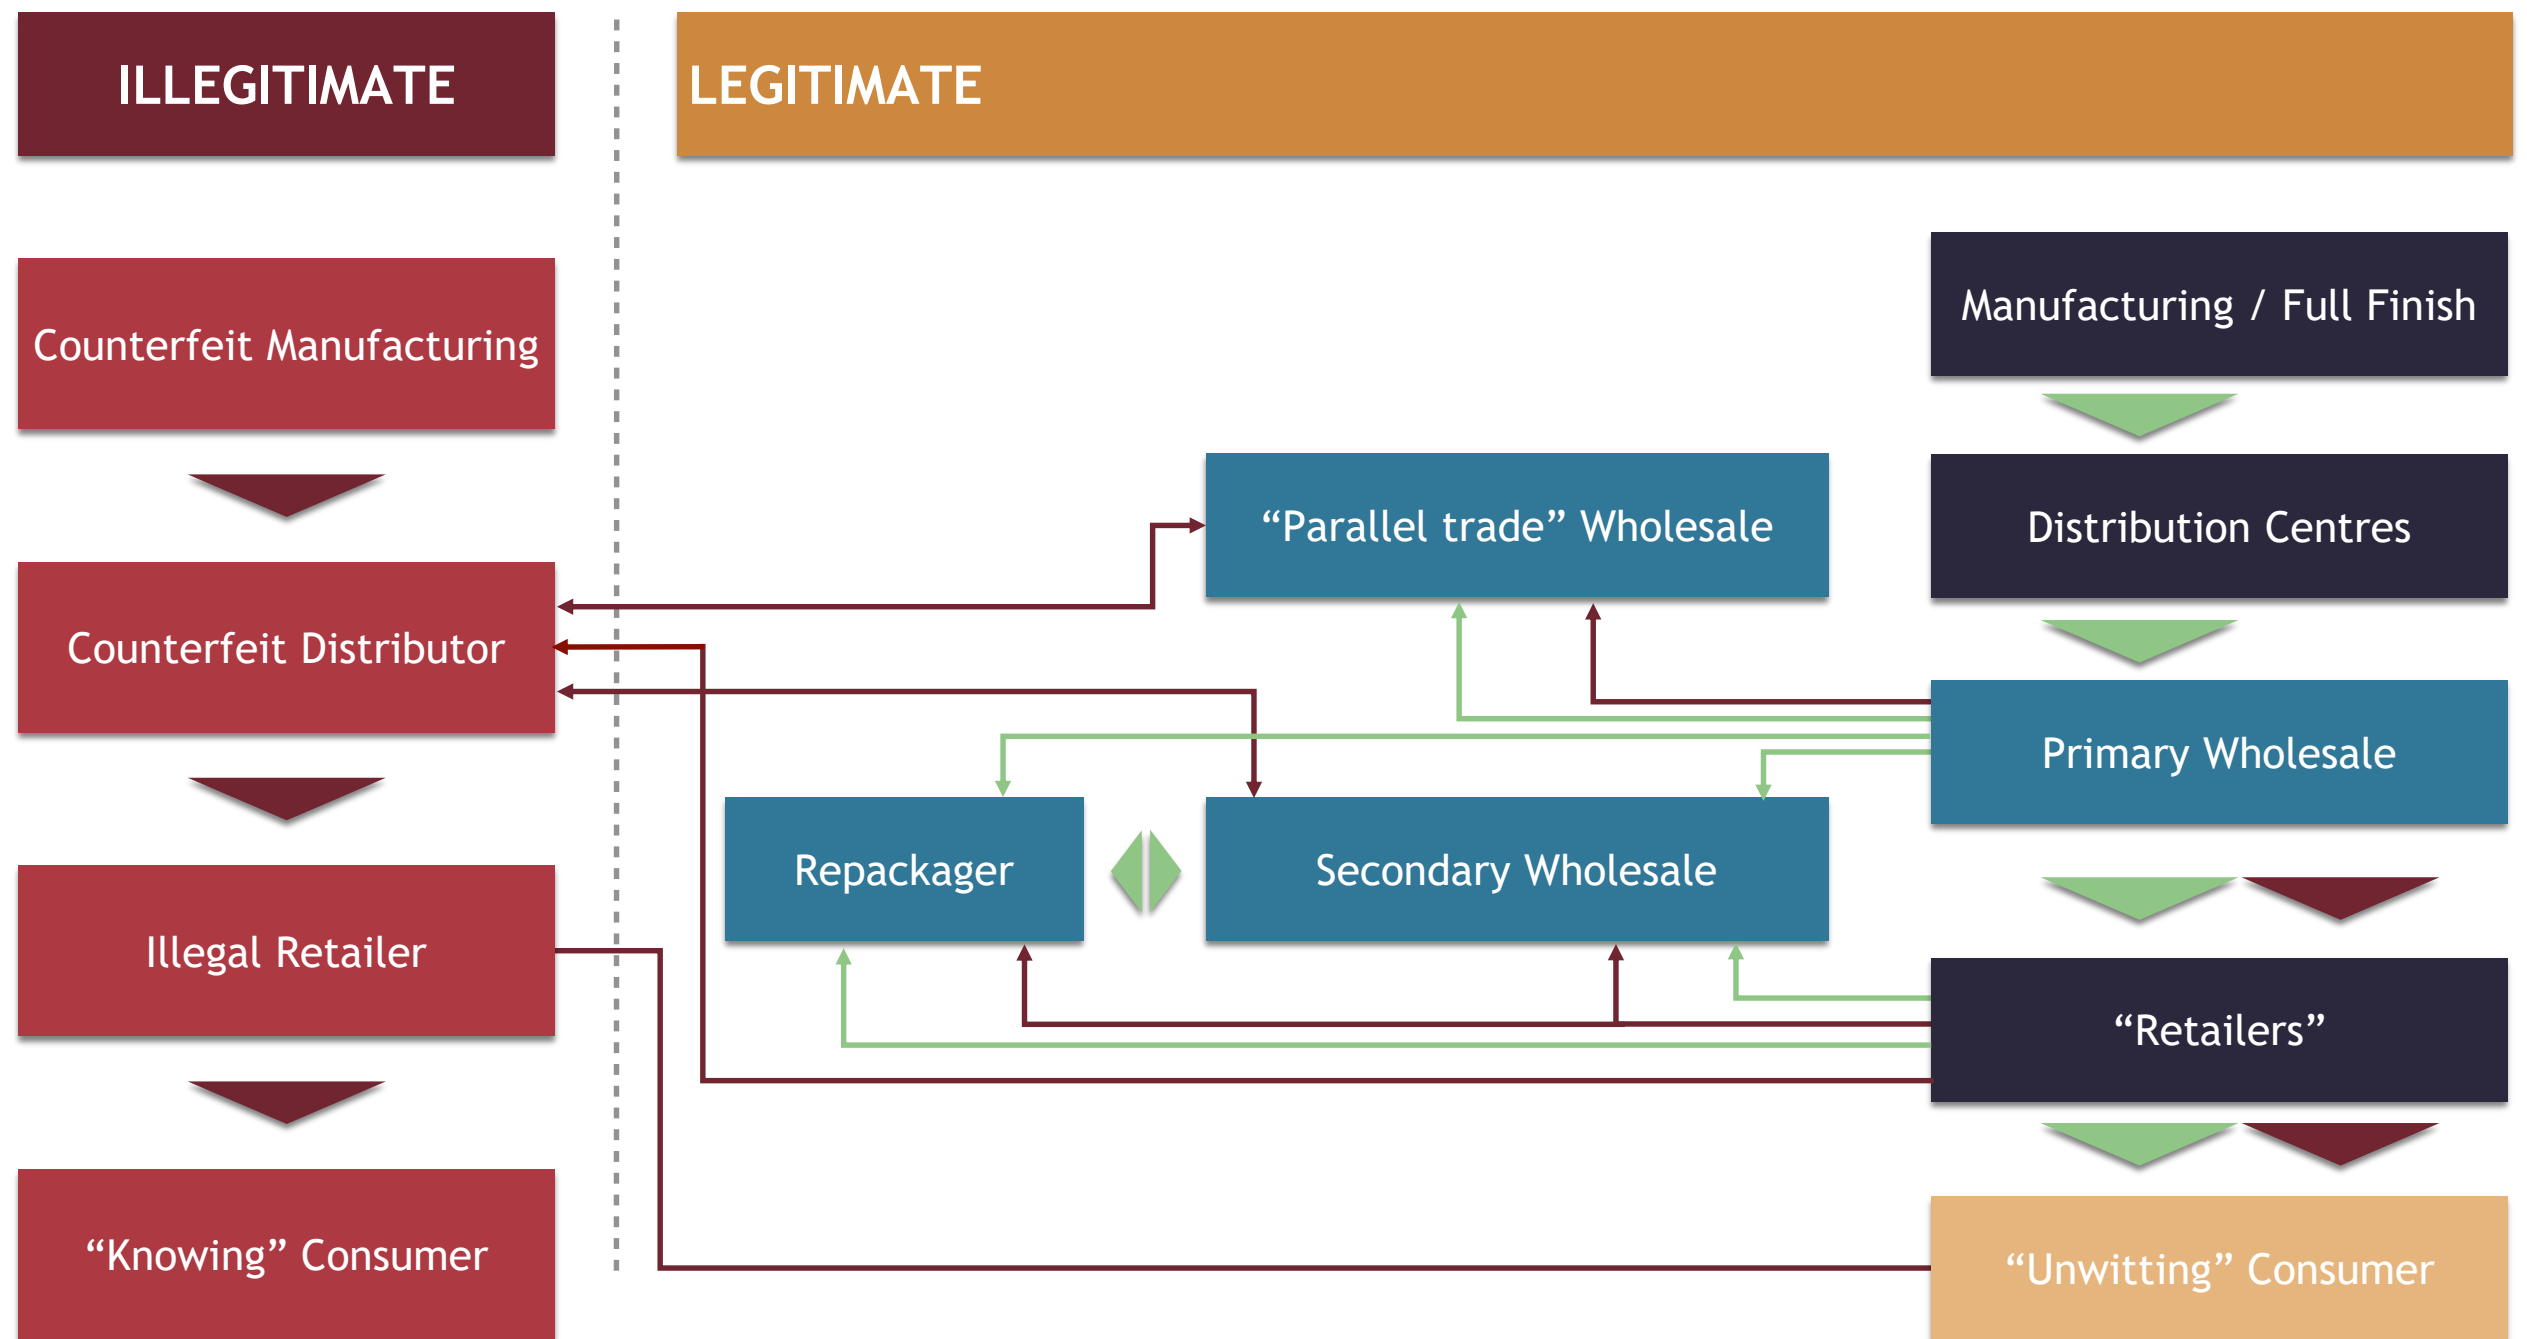 ILLEGITIMATE
LEGITIMATE
Counterfeit Manufacturing
Counterfeit Distributor
Illegal Retailer
“Knowing” Consumer
“Parallel trade” Wholesale
Repackager
Secondary Wholesale
Manufacturing / Full Finish
Distribution Centres
Primary Wholesale
“Retailers”
“Unwitting” Consumer